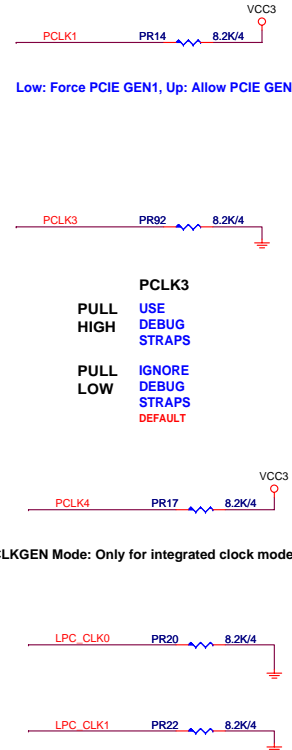 VCC3
PCLK1 PR14 8.2K/4
Low: Force PCIE GEN1, Up: Allow PCIE GEN
PCLK3 PR92 8.2K/4
PCLK3
PULL HIGH USE DEBUG STRAPS
PULL LOW IGNORE DEBUG STRAPS DEFAULT
VCC3
PCLK4 PR17 8.2K/4
LKGEN Mode: Only for integrated clock mode
LPC_CLK0 PR20 8.2K/4
LPC_CLK1 PR22 8.2K/4